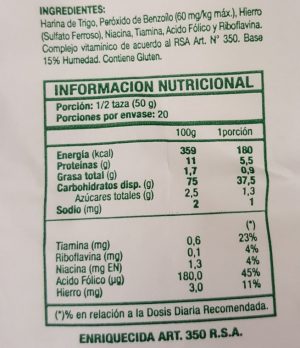 INGREDIENTES:
Harina de Trigo, Peróxido de Benzoilo (60 mg/kg máx.), Hierro
(Sulfato Ferroso), Niacina, Tiamina, Acido Fólico y Riboflavina.
Complejo vitamínico de acuerdo al RSA Art. N° 350. Base
15% Humedad. Contiene Gluten.
INFORMACION NUTRICIONAL
Porción: 1/2 taza (50 g)
Porciones por envase: 20
100g 1porción
Energía (kcal) 359 180
Proteínas (g) 11 5,5
Grasa total (g) 1,7 0,9
Carbohidratos disp. (g) 75 37,5
Azúcares totales (g) 2,5 1,3
Sodio (mg) 2 1
(*)
Tiamina (mg) 0,6 23%
Riboflavina (mg) 0,1 4%
Niacina (mg EN) 1,3 4%
Acido Fólico (µg) 180,0 45%
Hierro (mg) 3,0 11%
(*)% en relación a la Dosis Diaria Recomendada.
ENRIQUECIDA ART. 350 R.S.A.